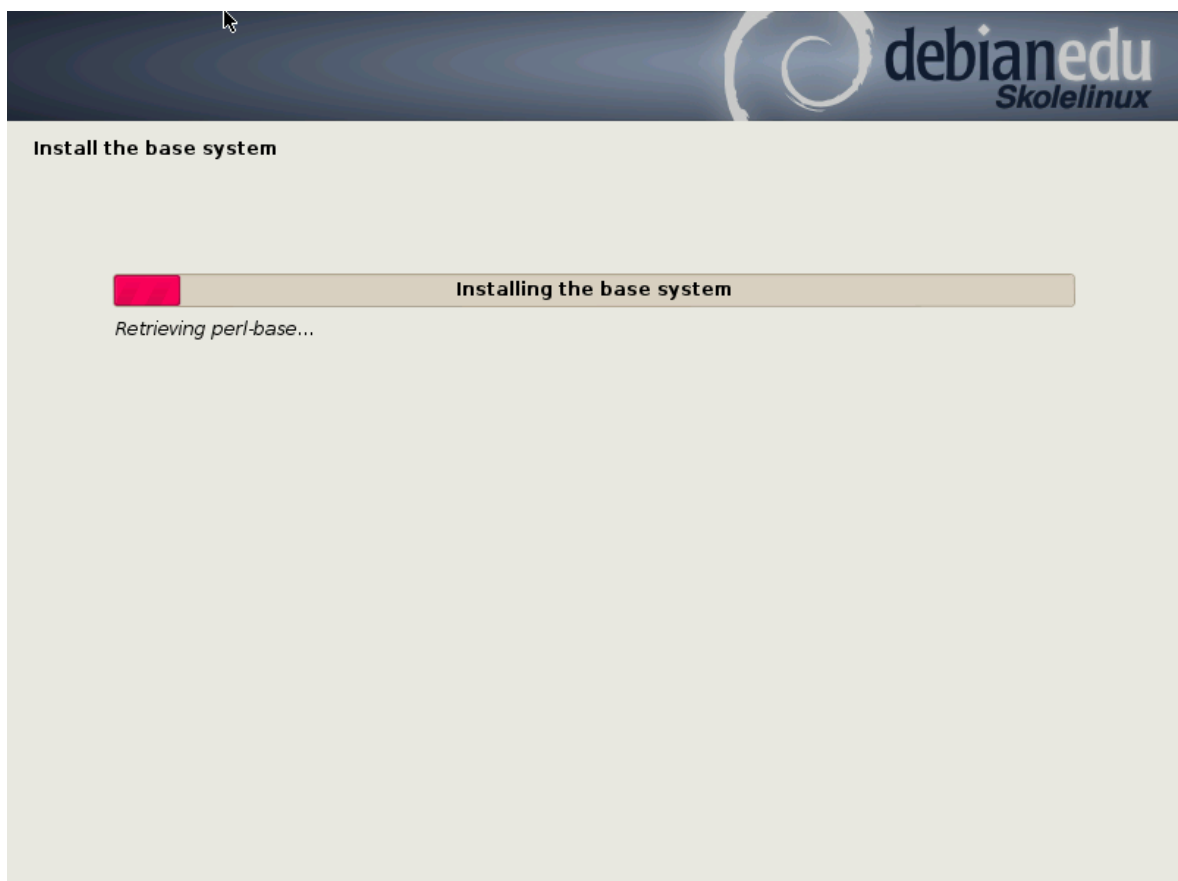 debianedu
Skolelinux
Install the base system
Installing the base system
Retrieving perl-base...